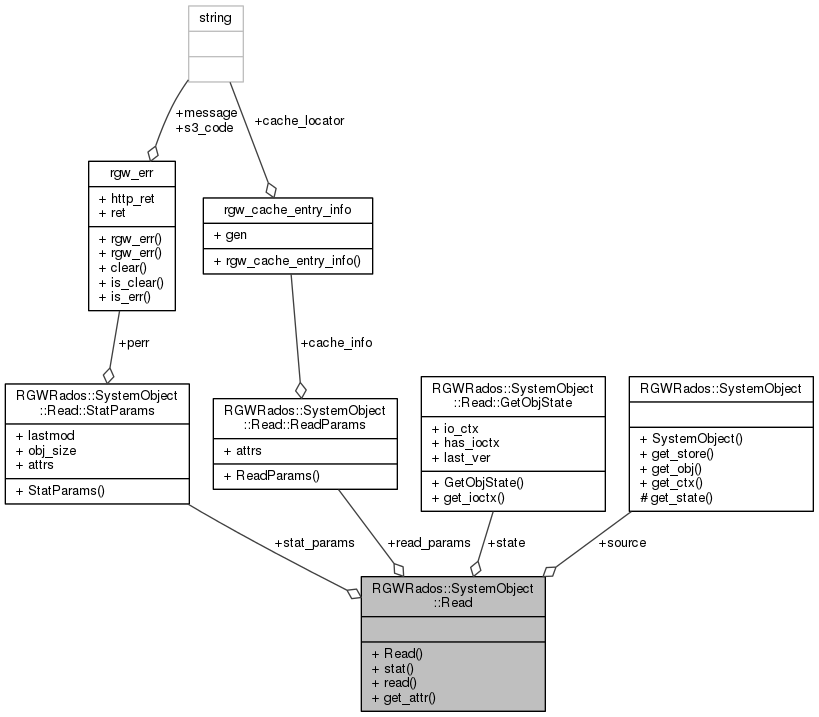 string
+message
+s3_code
+cache_locator
rgw_err
+ http_ret
+ ret
+ rgw_err()
+ rgw_err()
+ clear()
+ is_clear()
+ is_err()
rgw_cache_entry_info
+ gen
+ rgw_cache_entry_info()
+perr
+cache_info
RGWRados::SystemObject
::Read::StatParams
+ lastmod
+ obj_size
+ attrs
+ StatParams()
RGWRados::SystemObject
::Read::ReadParams
+ attrs
+ ReadParams()
RGWRados::SystemObject
::Read::GetObjState
+ io_ctx
+ has_ioctx
+ last_ver
+ GetObjState()
+ get_ioctx()
RGWRados::SystemObject
+ SystemObject()
+ get_store()
+ get_obj()
+ get_ctx()
# get_state()
+stat_params
+read_params
+state
+source
RGWRados::SystemObject
::Read
+ Read()
+ stat()
+ read()
+ get_attr()